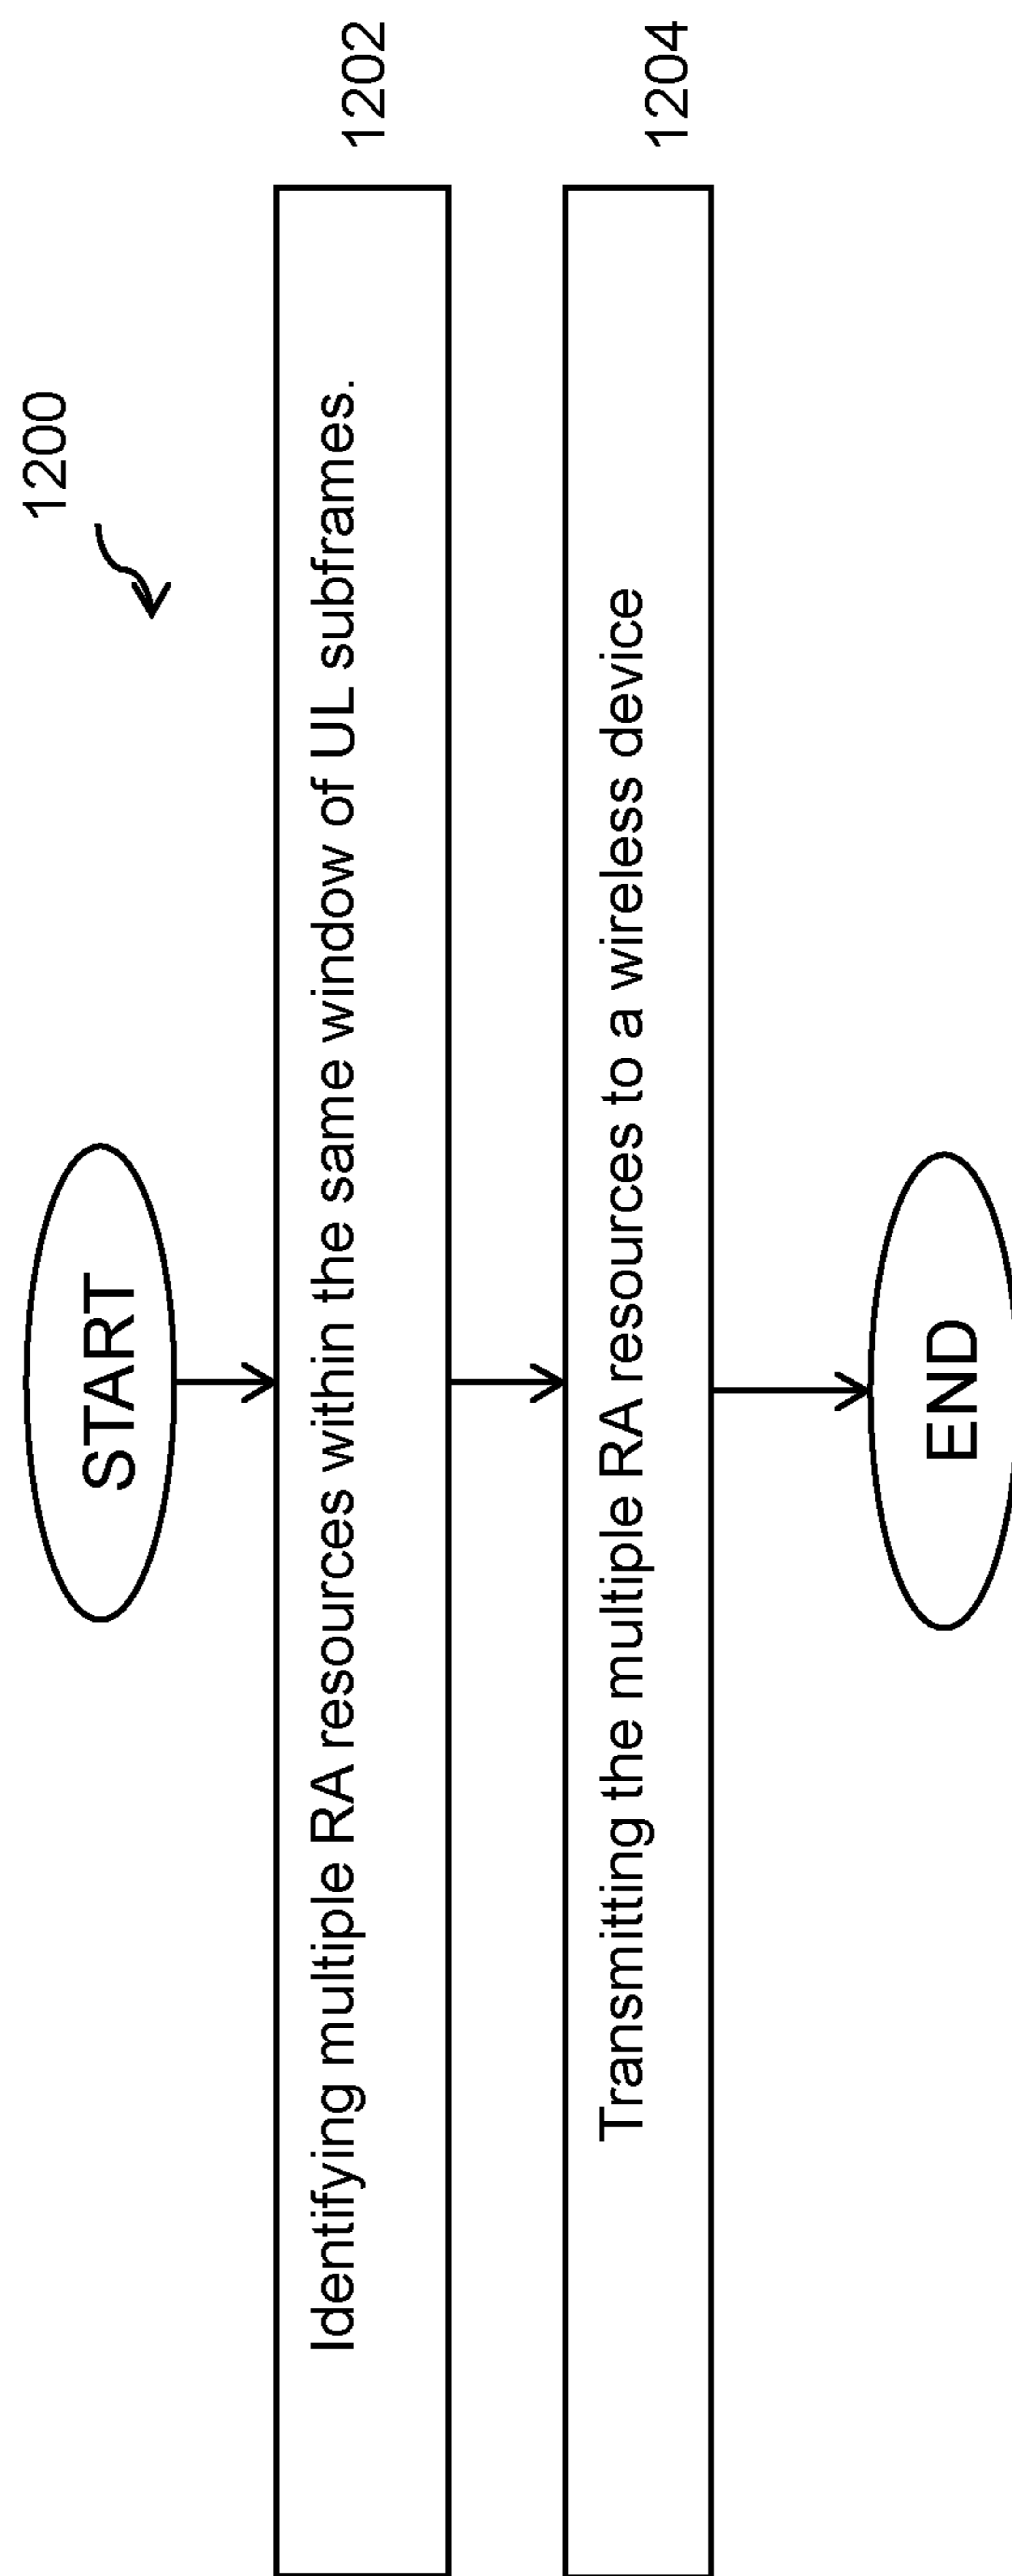 1200
START
Identifying multiple RA resources within the same window of UL subframes.
1202
Transmitting the multiple RA resources to a wireless device
1204
END